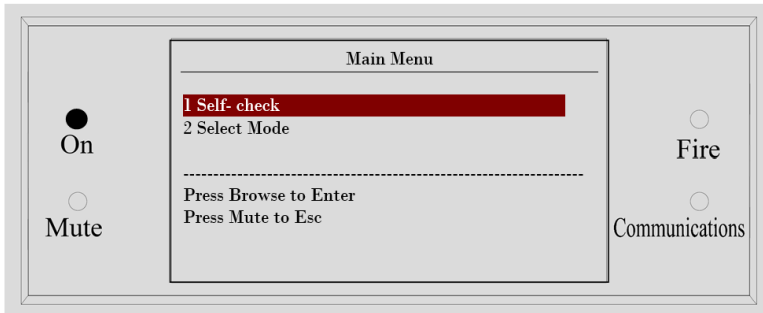 Main Menu
1 Self- check
2 Select Mode
Press Browse to Enter
Press Mute to Esc
On
Mute
Fire
Communications